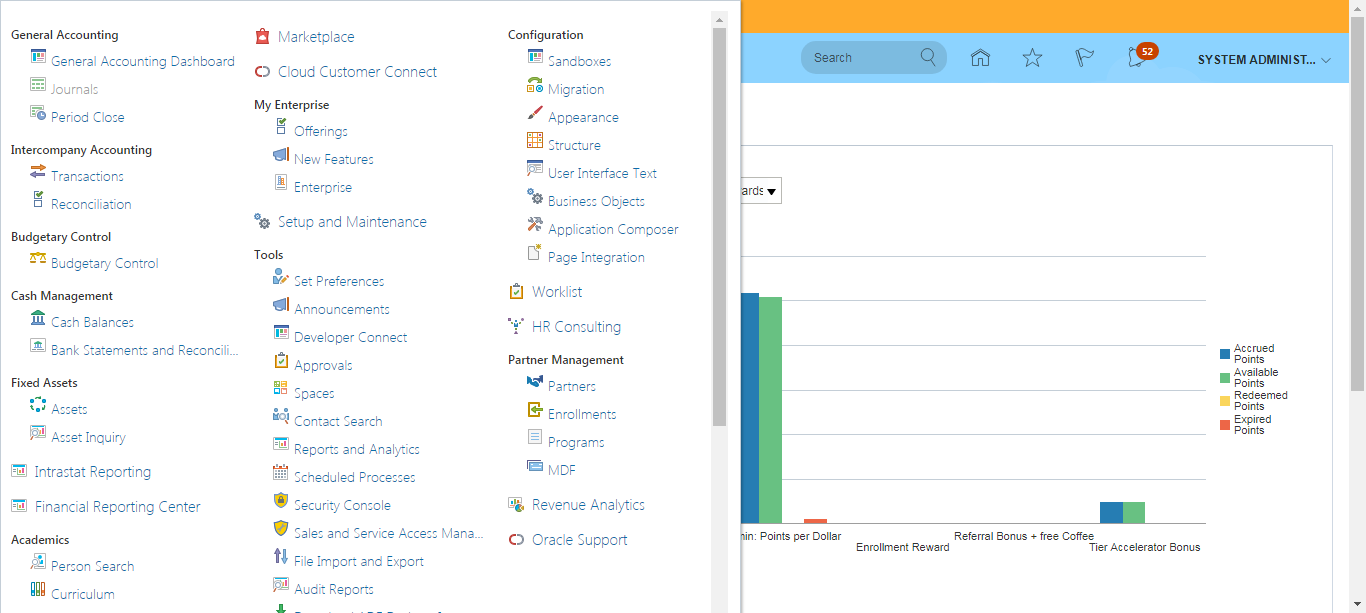 General Accounting
General Accounting Dashboard
Journals
Period Close
Intercompany Accounting
Transactions
Reconciliation
Budgetary Control
Budgetary Control
Cash Management
Cash Balances
Bank Statements and Reconcili...
Fixed Assets
Assets
Asset Inquiry
Intrastat Reporting
Financial Reporting Center
Academics
Person Search
Curriculum
Marketplace
Cloud Customer Connect
My Enterprise
Offerings
New Features
Enterprise
Setup and Maintenance
Tools
Set Preferences
Announcements
Developer Connect
Approvals
Spaces
Contact Search
Reports and Analytics
Scheduled Processes
Security Console
Sales and Service Access Mana...
File Import and Export
Audit Reports
Configuration
Sandboxes
Migration
Appearance
Structure
User Interface Text
Business Objects
Application Composer
Page Integration
Worklist
HR Consulting
Partner Management
Partners
Enrollments
Programs
MDF
Revenue Analytics
Oracle Support
Search
52
SYSTEM ADMINIST...
ards
Accrued
Points
Available
Points
Redeemed
Points
Expired
Points
min: Points per Dollar
Enrollment Reward
Referral Bonus + free Coffee
Tier Accelerator Bonus